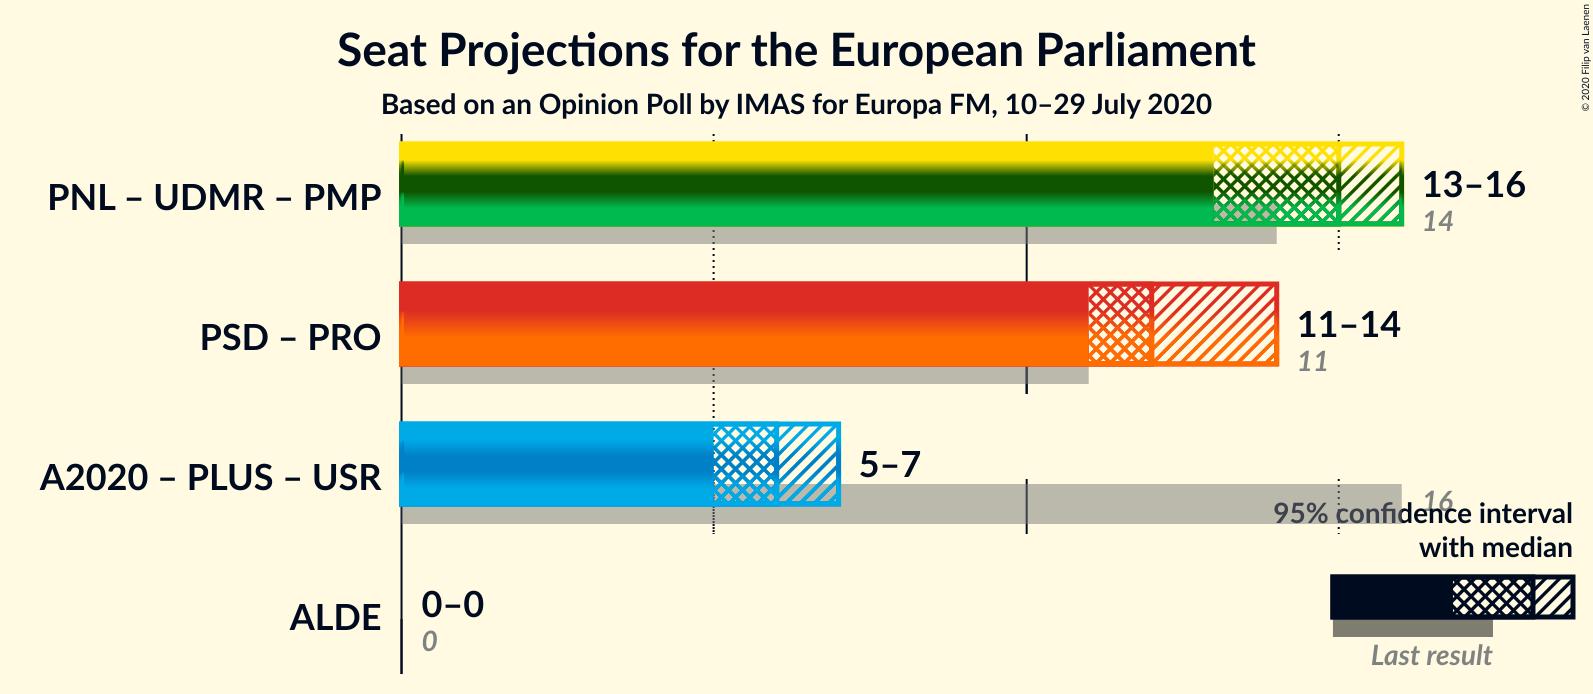 Seat Projections for the European Parliament
Based on an Opinion Poll by IMAS for Europa FM, 10–29 July 2020
© 2020 Filip van Laenen
PNL – UDMR – PMP
13–16
14
PSD – PRO
11–14
11
A2020 – PLUS – USR
5–7
16
ALDE
0–0
0
95% confidence interval
with median
Last result